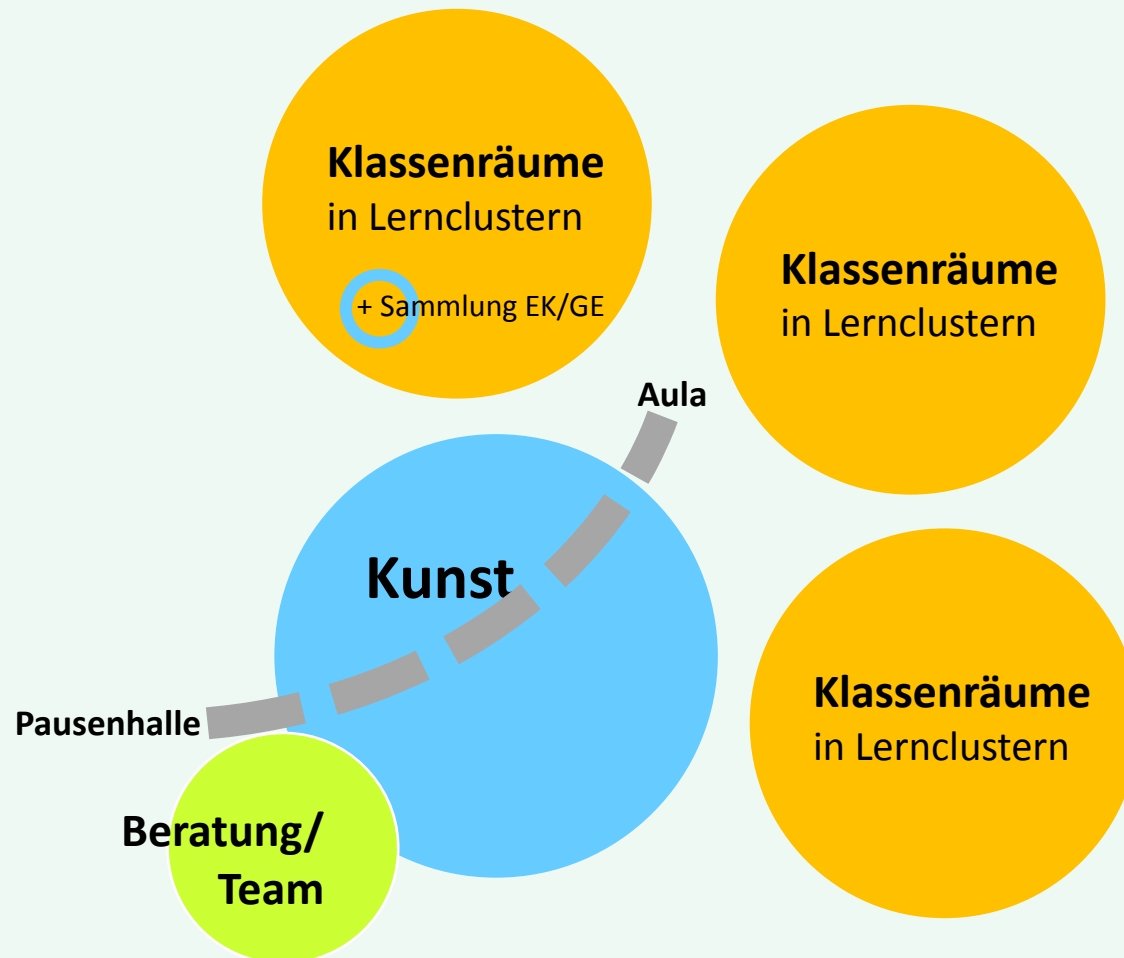 Klassenräume
in Lernclustern
+ Sammlung EK/GE
Klassenräume
in Lernclustern
Aula
Kunst
Klassenräume
in Lernclustern
Pausenhalle
Beratung/
Team